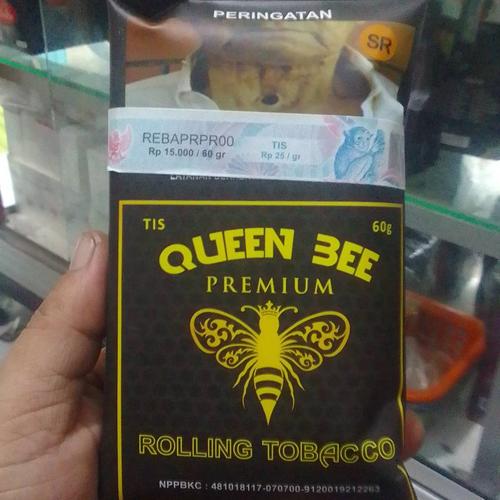 PERINGATAN
SR
REBAPRPR00
Rp 15.000 / 60 gr
TIS
Rp 25 / gr
TIS
60g
QUEEN BEE
PREMIUM
ROLLING TOBACCO
NPPBKC : 481018117-070700-9120019212263